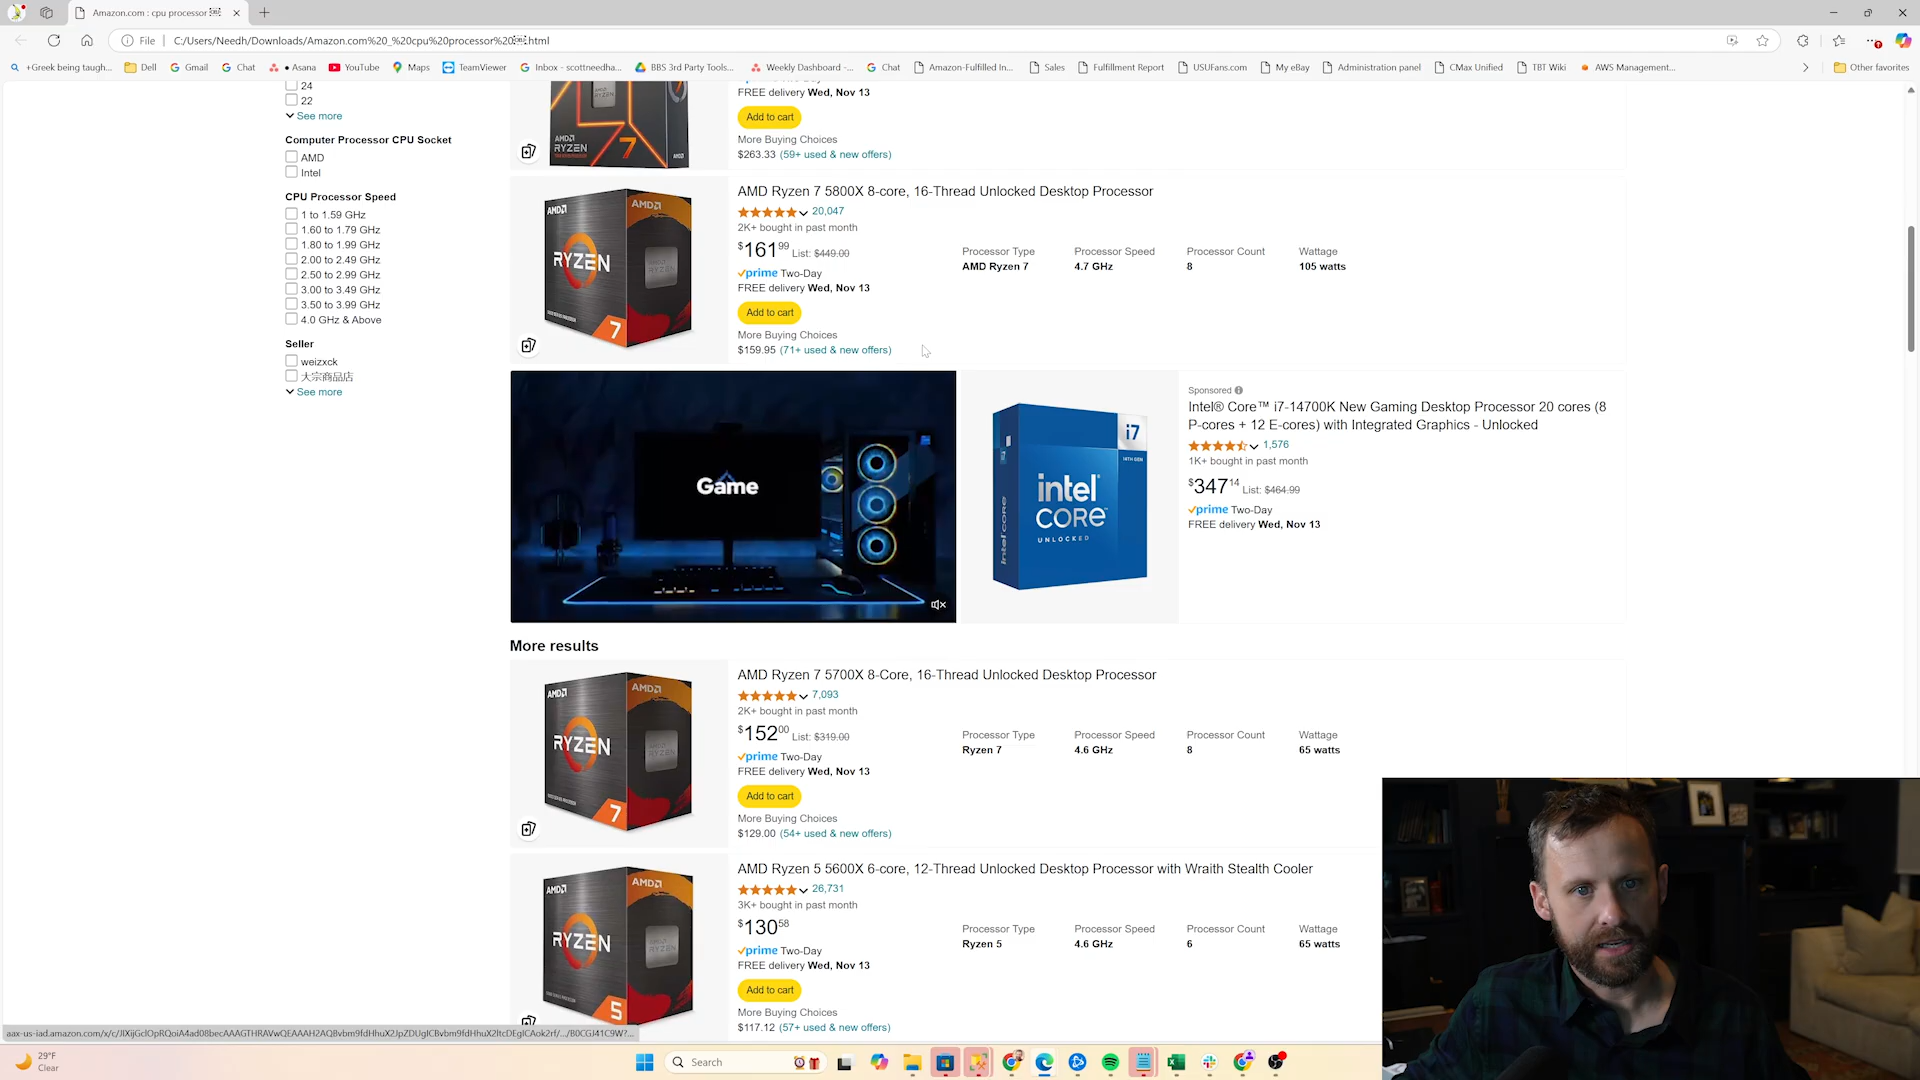 Amazon.com : cpu processor
File
C:/Users/Needh/Downloads/Amazon.com%20_%20cpu%20processor%20.html
+Greek being taugh...
Dell
Gmail
Chat
Asana
YouTube
Maps
TeamViewer
Inbox - scottneedha...
BBS 3rd Party Tools...
Weekly Dashboard -...
Chat
Amazon-Fulfilled In...
Sales
Fulfillment Report
USUFans.com
My eBay
Administration panel
CMax Unified
TBT Wiki
AWS Management...
Other favorites
24
22
See more
Computer Processor CPU Socket
AMD
Intel
CPU Processor Speed
1 to 1.59 GHz
1.60 to 1.79 GHz
1.80 to 1.99 GHz
2.00 to 2.49 GHz
2.50 to 2.99 GHz
3.00 to 3.49 GHz
3.50 to 3.99 GHz
4.0 GHz & Above
Seller
weizxck
大宗商品店
See more
AMD
RYZEN
7
AMD
FREE delivery Wed, Nov 13
Add to cart
More Buying Choices
$263.33 (59+ used & new offers)
AMD
AMD
RYZEN
7
AMD Ryzen 7 5800X 8-core, 16-Thread Unlocked Desktop Processor
20,047
2K+ bought in past month
$161 99 List: $449.00
prime Two-Day
FREE delivery Wed, Nov 13
Add to cart
More Buying Choices
$159.95 (71+ used & new offers)
Processor Type Processor Speed Processor Count Wattage
AMD Ryzen 7 4.7 GHz 8 105 watts
Game
i7
14TH GEN
intel
CORE
UNLOCKED
intel CORE
Sponsored
Intel® Core™ i7-14700K New Gaming Desktop Processor 20 cores (8
P-cores + 12 E-cores) with Integrated Graphics - Unlocked
1,576
1K+ bought in past month
$347 14 List: $464.99
prime Two-Day
FREE delivery Wed, Nov 13
More results
AMD
AMD
RYZEN
7
AMD Ryzen 7 5700X 8-Core, 16-Thread Unlocked Desktop Processor
7,093
2K+ bought in past month
$152 00 List: $319.00
prime Two-Day
FREE delivery Wed, Nov 13
Add to cart
More Buying Choices
$129.00 (54+ used & new offers)
Processor Type Processor Speed Processor Count Wattage
Ryzen 7 4.6 GHz 8 65 watts
AMD
AMD
RYZEN
5
AMD Ryzen 5 5600X 6-core, 12-Thread Unlocked Desktop Processor with Wraith Stealth Cooler
26,731
3K+ bought in past month
$130 58
prime Two-Day
FREE delivery Wed, Nov 13
Add to cart
More Buying Choices
$117.12 (57+ used & new offers)
Processor Type Processor Speed Processor Count Wattage
Ryzen 5 4.6 GHz 6 65 watts
29°F
Clear
Search